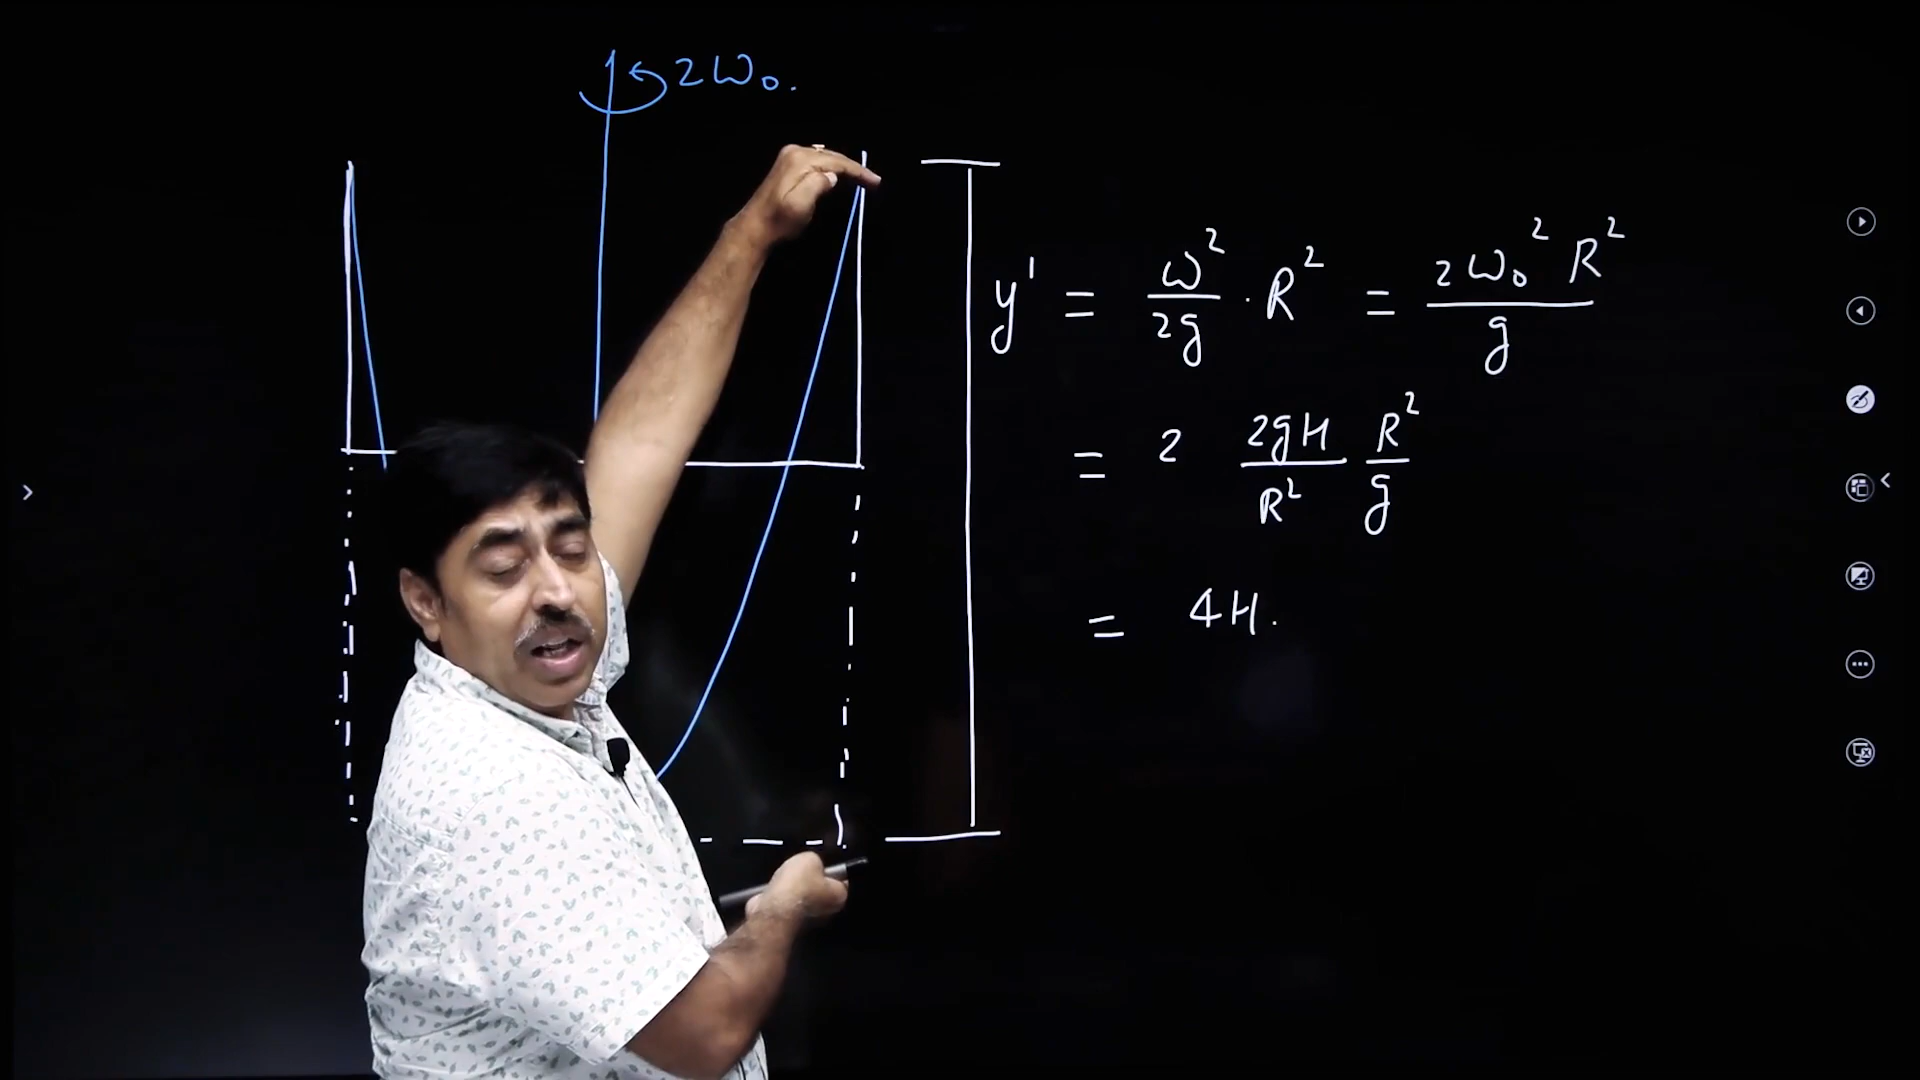 2ω₀.
y' = ω²/2g · R² = 2ω₀² R²/g
= 2 2gH/R² R²/g
= 4H.